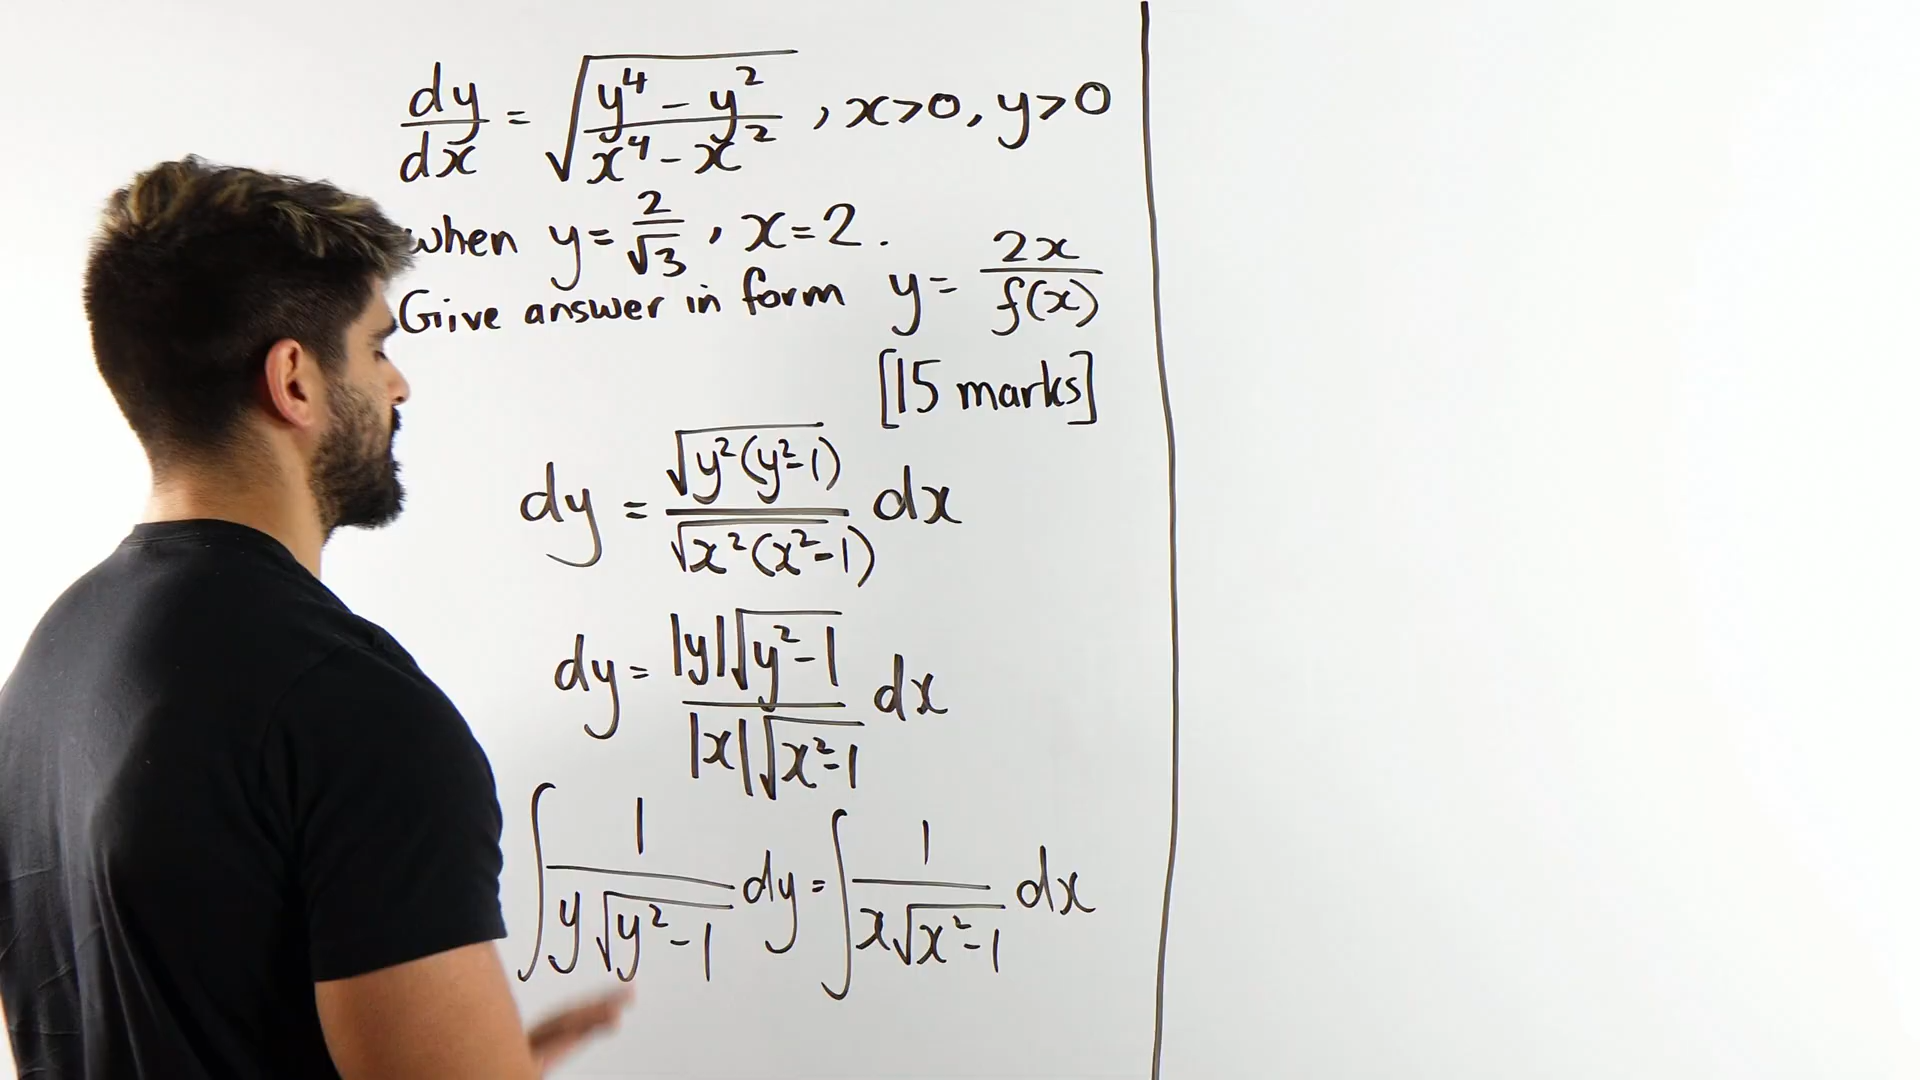 dy/dx = √((y⁴ - y²)/(x⁴ - x²)) , x>0, y>0
when y = 2/√3 , x = 2 .
Give answer in form y = 2x/f(x)
[15 marks]
dy = √(y²(y²-1))/√(x²(x²-1)) dx
dy = |y|√(y²-1)/|x|√(x²-1) dx
∫ 1/(y√(y²-1)) dy = ∫ 1/(x√(x²-1)) dx